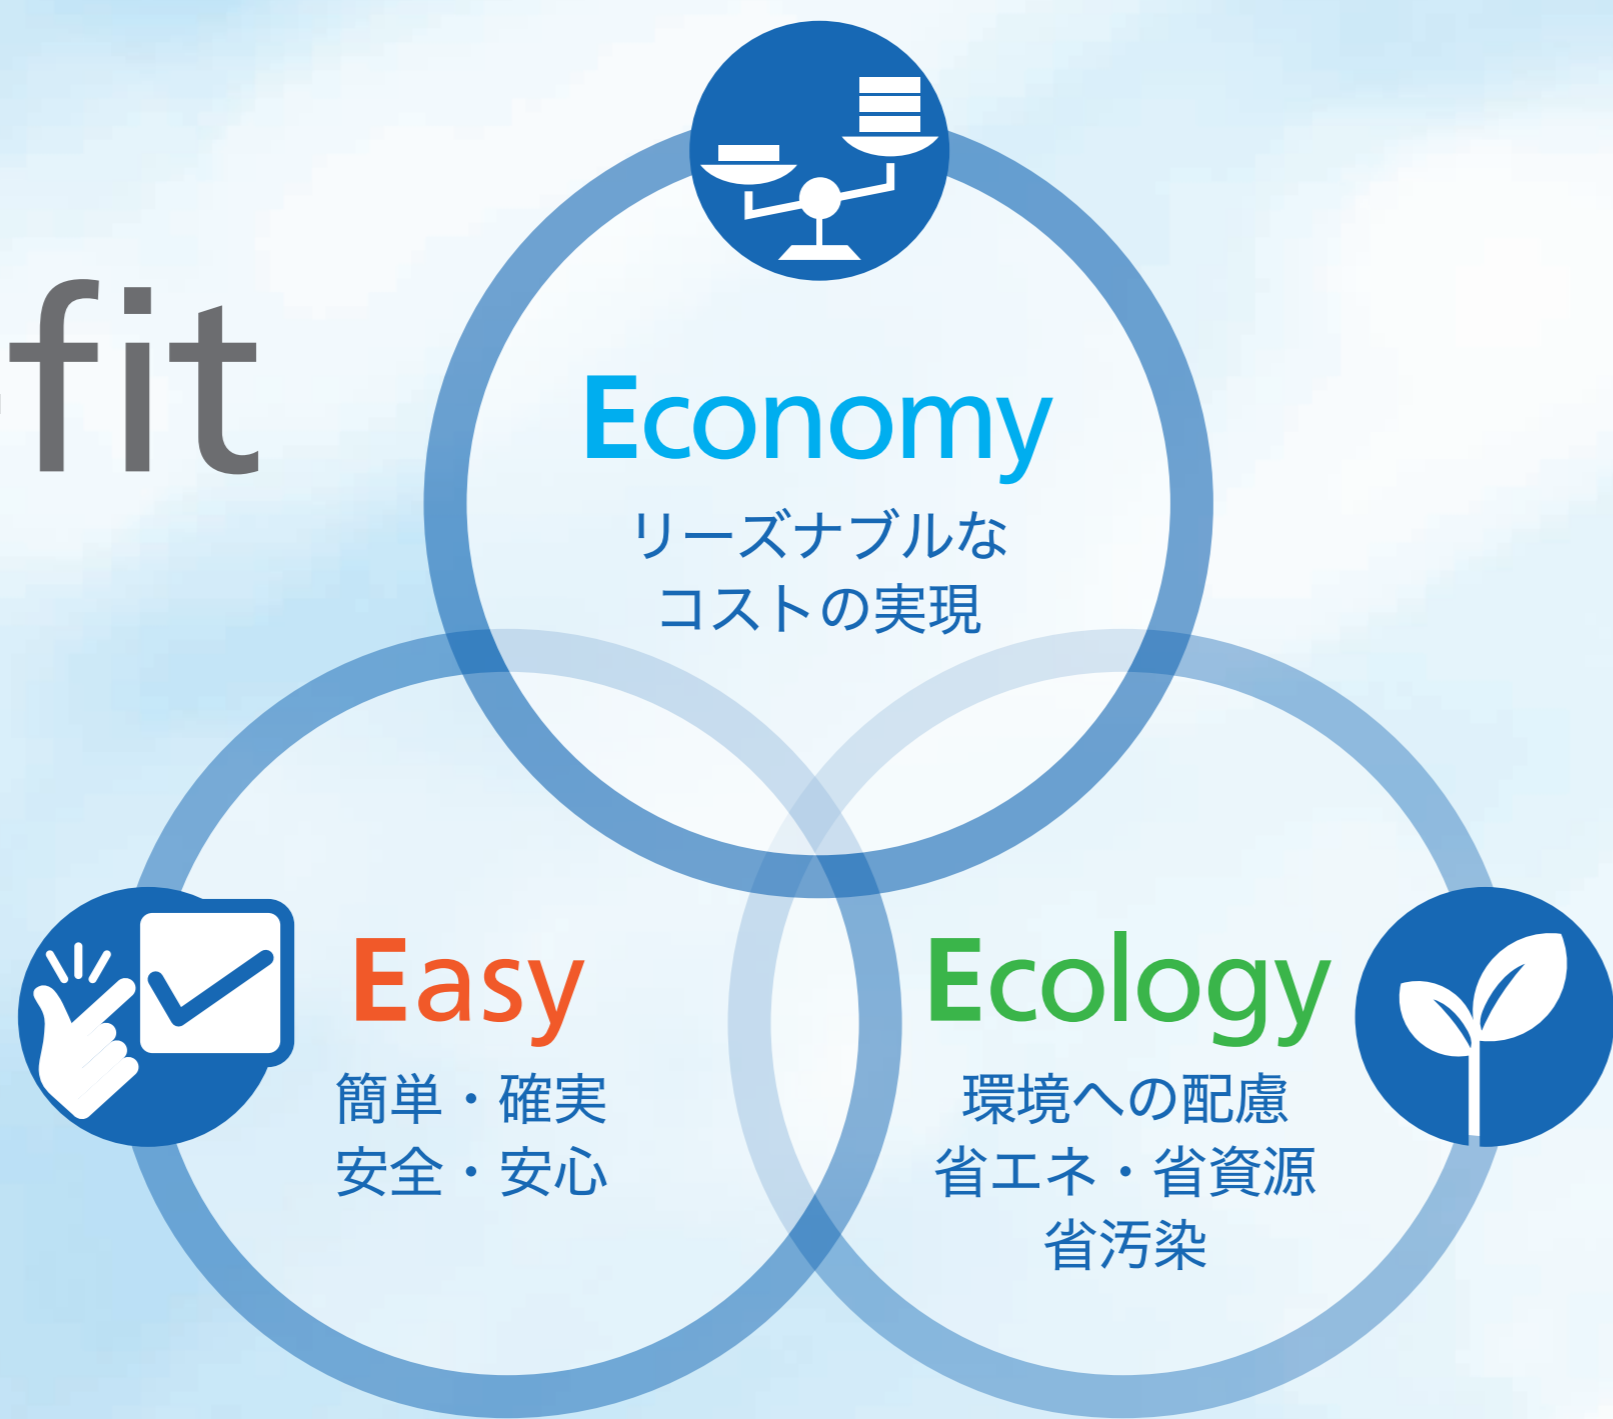 fit
Economy
リーズナブルな
コストの実現
Easy
簡単・確実
安全・安心
Ecology
環境への配慮
省エネ・省資源
省汚染